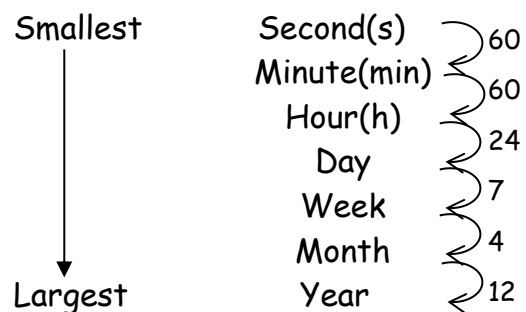 Smallest Second(s)
60
Minute(min)
60
Hour(h)
24
Day
7
Week
4
Month
12
Largest Year